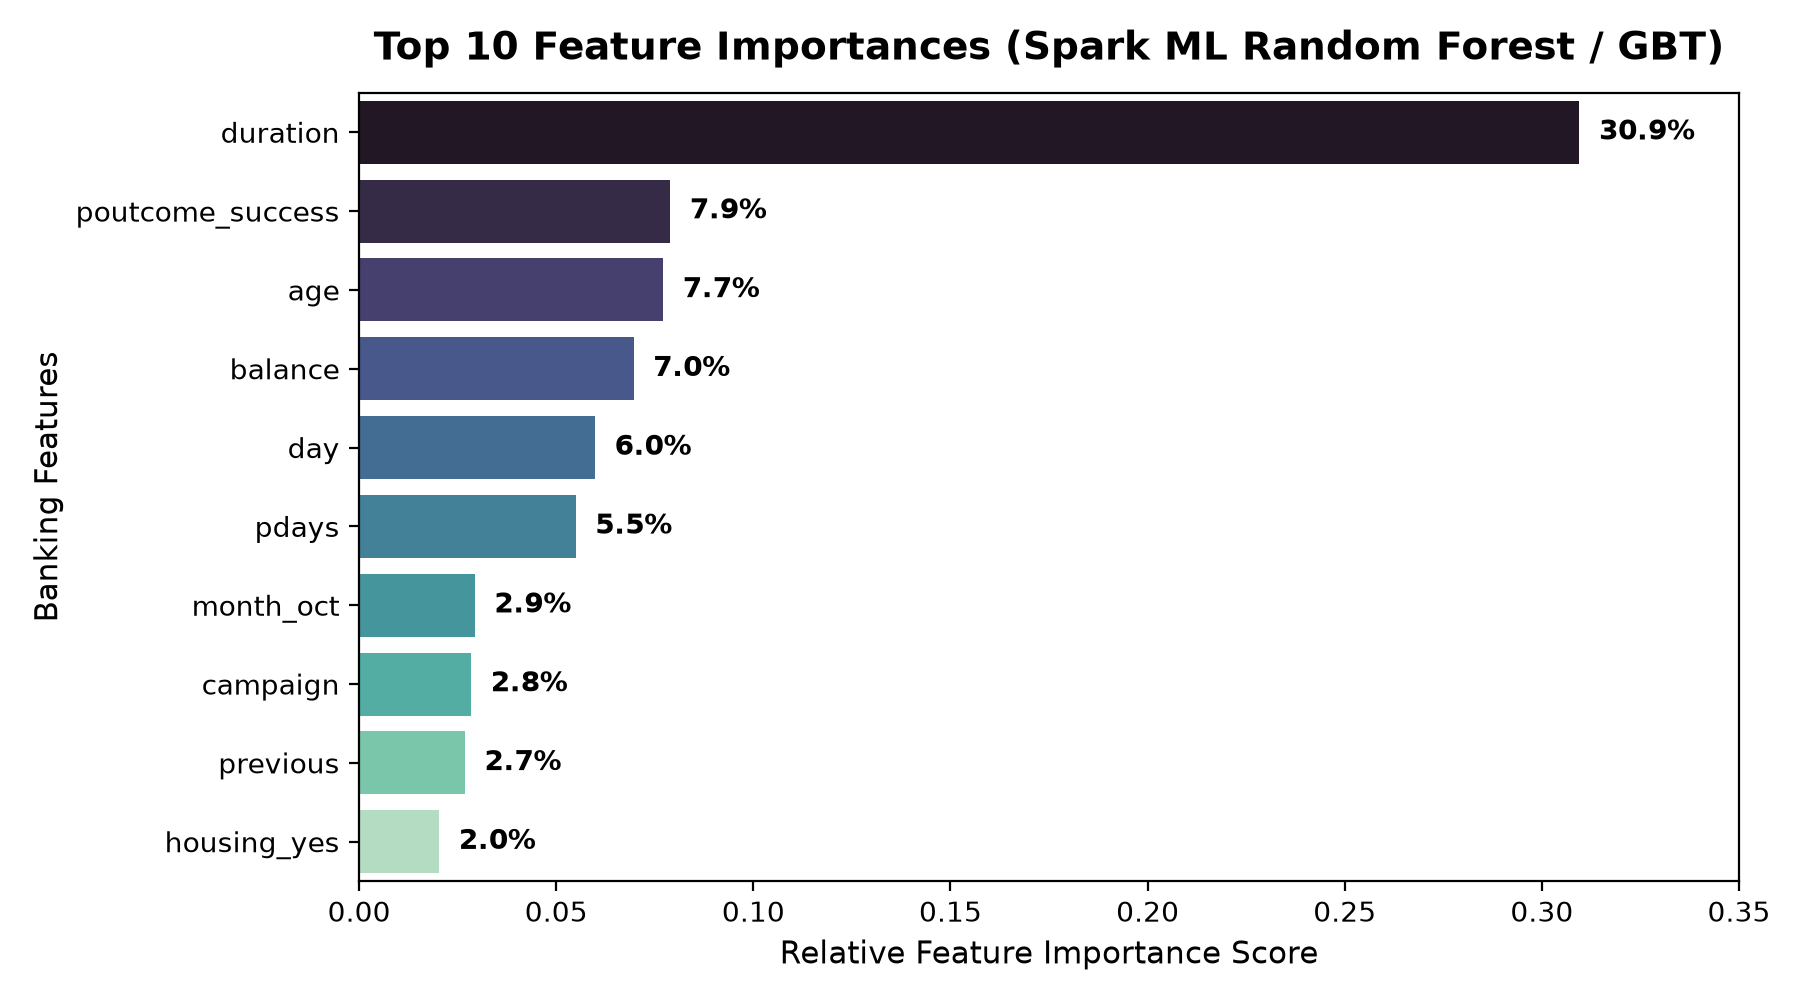 Top 10 Feature Importances (Spark ML Random Forest / GBT)
Banking Features
duration 30.9%
poutcome_success 7.9%
age 7.7%
balance 7.0%
day 6.0%
pdays 5.5%
month_oct 2.9%
campaign 2.8%
previous 2.7%
housing_yes 2.0%
0.00 0.05 0.10 0.15 0.20 0.25 0.30 0.35
Relative Feature Importance Score